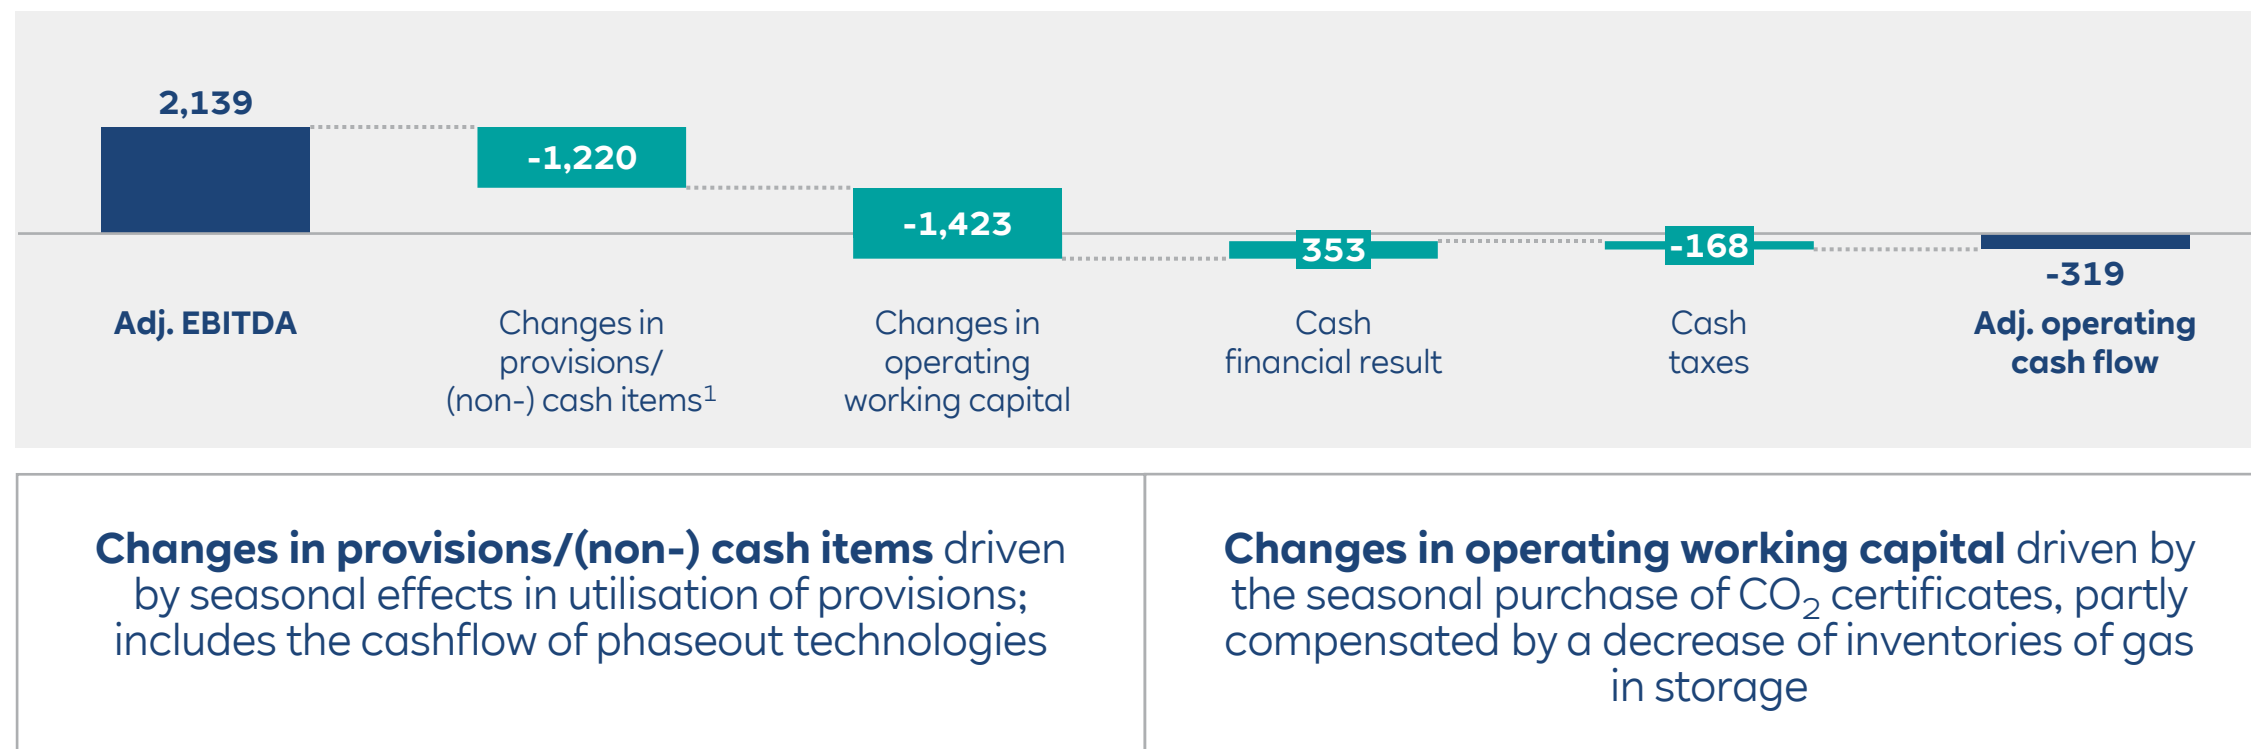 2,139
-1,220
-1,423
353
-168
-319
Adj. EBITDA
Changes in
provisions/
(non-) cash items¹
Changes in
operating
working capital
Cash
financial result
Cash
taxes
Adj. operating
cash flow
Changes in provisions/(non-) cash items driven
by seasonal effects in utilisation of provisions;
includes the cashflow of phaseout technologies
Changes in operating working capital driven by
the seasonal purchase of CO₂ certificates, partly
compensated by a decrease of inventories of gas
in storage